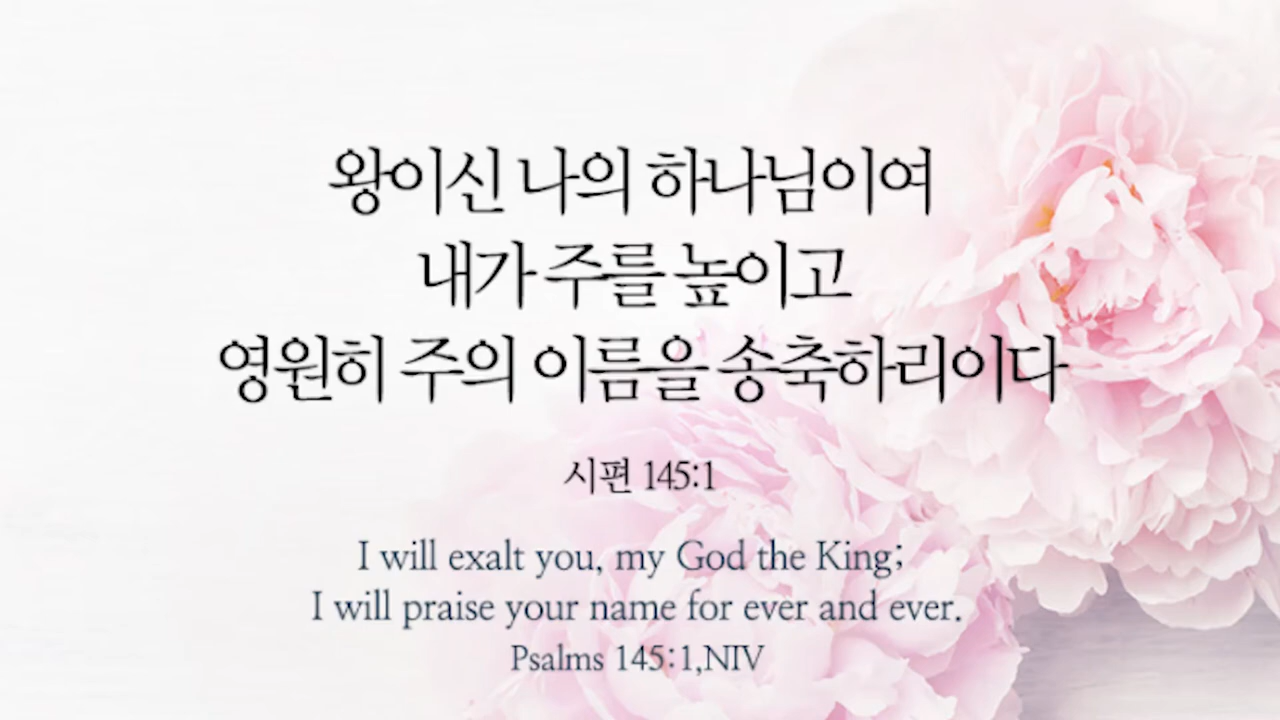 왕이신 나의 하나님이여
내가 주를 높이고
영원히 주의 이름을 송축하리이다
시편 145:1
I will exalt you, my God the King;
I will praise your name for ever and ever.
Psalms 145:1,NIV